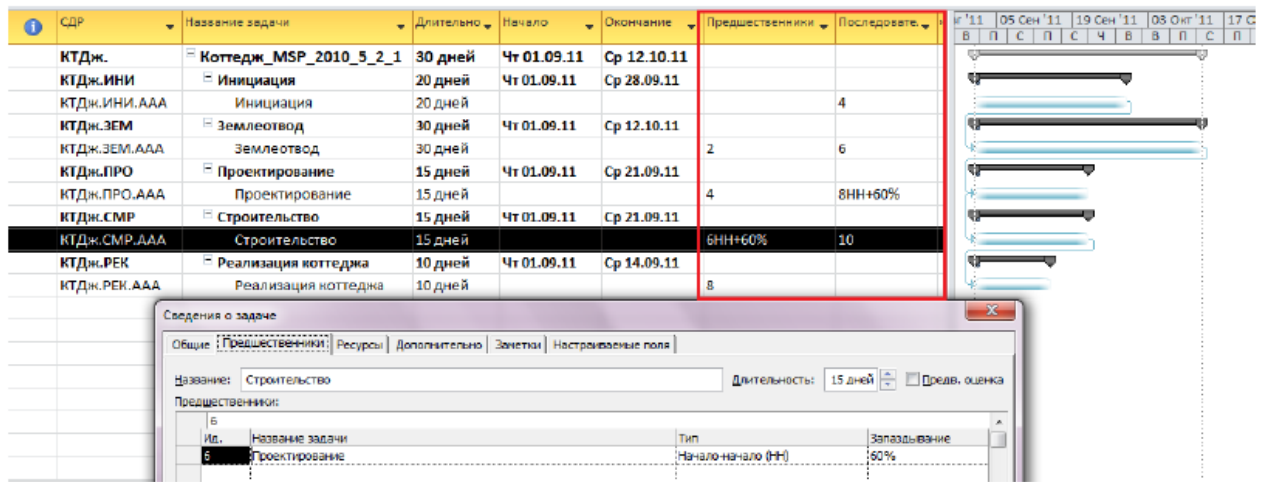 СДР Название задачи Длительно Начало Окончание Предшественники Последовате. г '11 05 Сен '11 19 Сен '11 03 Окт '11 17 С
В П С П С Ч В В П С П
КТДж. Коттедж_MSP_2010_5_2_1 30 дней Чт 01.09.11 Ср 12.10.11
КТДж.ИНИ Инициация 20 дней Чт 01.09.11 Ср 28.09.11
КТДж.ИНИ.ААА Инициация 20 дней 4
КТДж.ЗЕМ Землеотвод 30 дней Чт 01.09.11 Ср 12.10.11
КТДж.ЗЕМ.ААА Землеотвод 30 дней 2 6
КТДж.ПРО Проектирование 15 дней Чт 01.09.11 Ср 21.09.11
КТДж.ПРО.ААА Проектирование 15 дней 4 8НН+60%
КТДж.СМР Строительство 15 дней Чт 01.09.11 Ср 21.09.11
КТДж.СМР.ААА Строительство 15 дней 6НН+60% 10
КТДж.РЕК Реализация коттеджа 10 дней Чт 01.09.11 Ср 14.09.11
КТДж.РЕК.ААА Реализация коттеджа 10 дней 8
Сведения о задаче
Общие Предшественники Ресурсы Дополнительно Заметки Настраиваемые поля
Название: Строительство Длительность: 15 дней Предв. оценка
Предшественники:
6
Ид. Название задачи Тип Запаздывание
6 Проектирование Начало-начало (НН) 60%